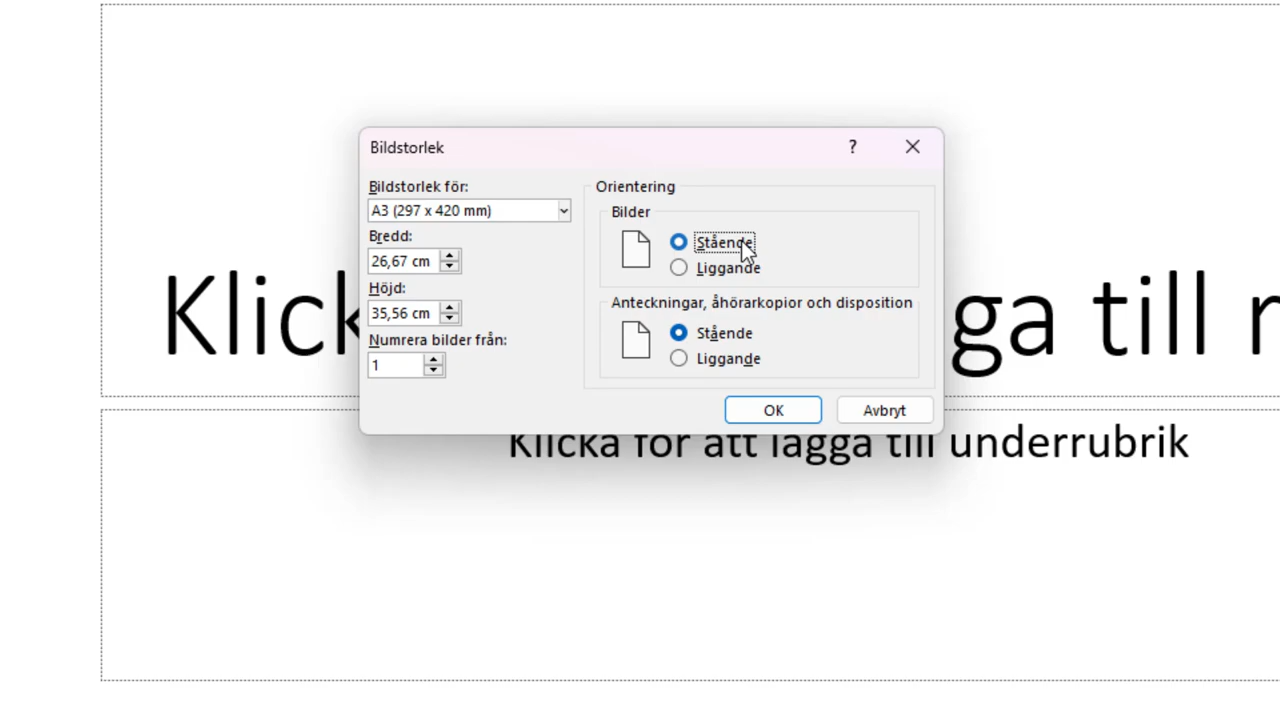 Bildstorlek ?
Bildstorlek för:
A3 (297 x 420 mm)
Bredd:
26,67 cm
Höjd:
35,56 cm
Numrera bilder från:
1
Orientering
Bilder
Stående
Liggande
Anteckningar, åhörarkopior och disposition
Stående
Liggande
OK Avbryt
Klick ga till r
Klicka för att lägga till underrubrik